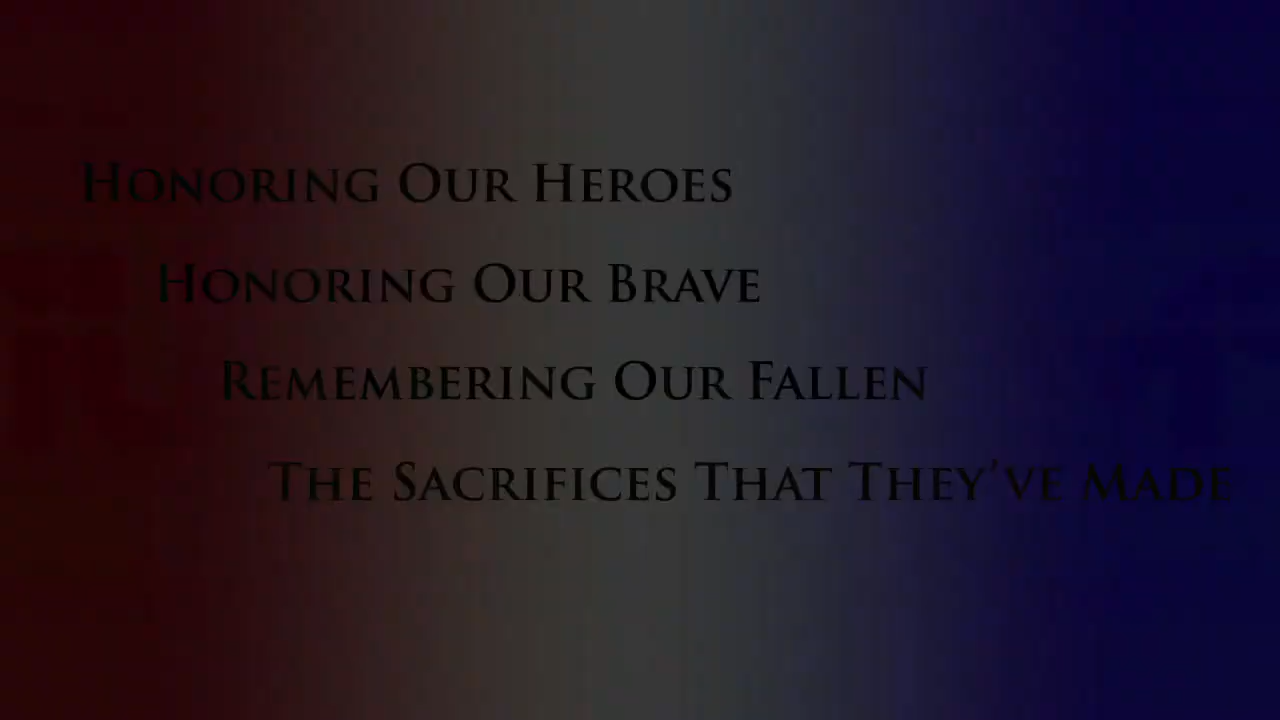 Honoring Our Heroes
Honoring Our Brave
Remembering Our Fallen
The Sacrifices That They've Made